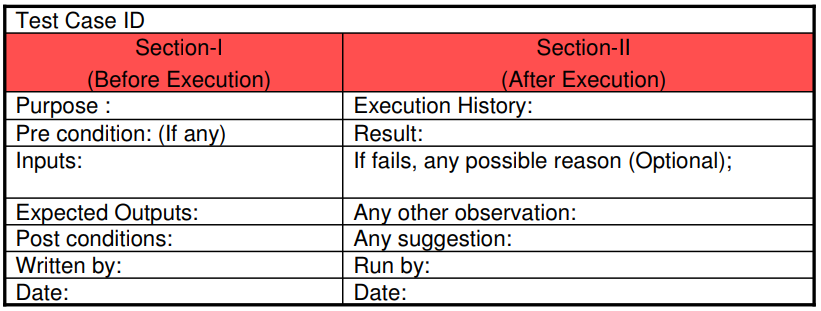 Test Case ID
Section-I
(Before Execution)
Section-II
(After Execution)
Purpose :
Execution History:
Pre condition: (If any)
Result:
Inputs:
If fails, any possible reason (Optional);
Expected Outputs:
Any other observation:
Post conditions:
Any suggestion:
Written by:
Run by:
Date:
Date: